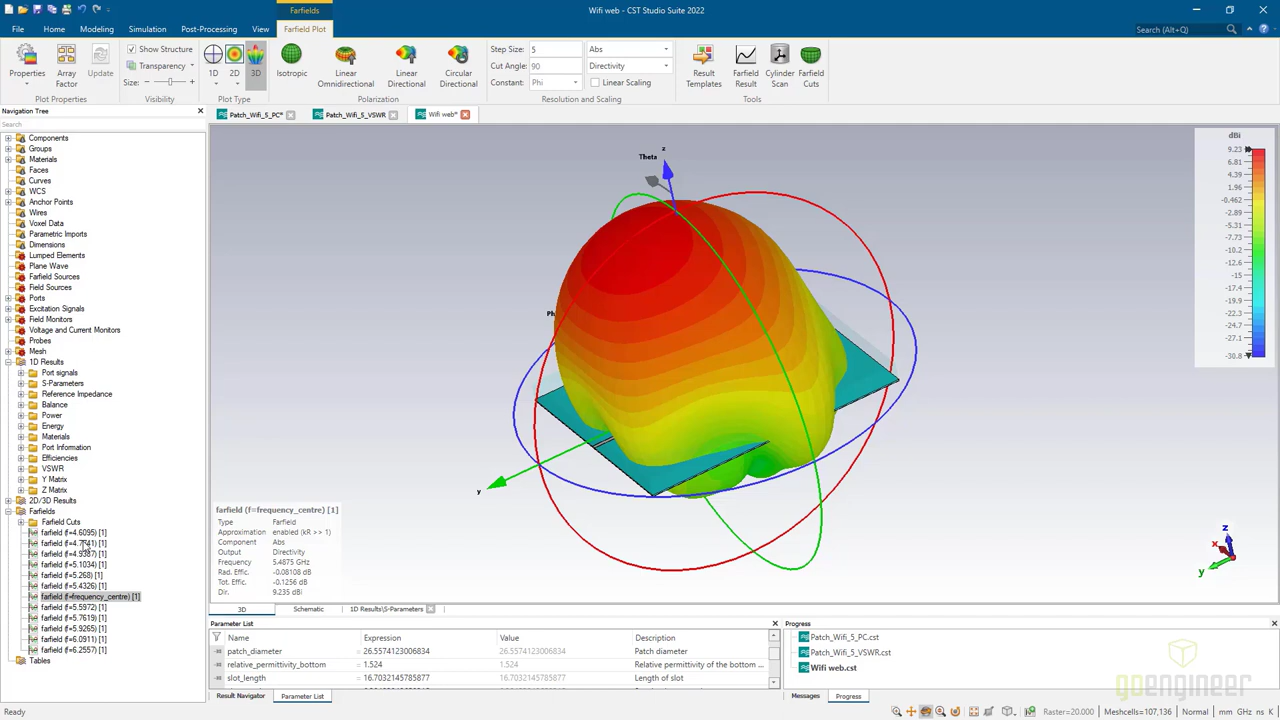 Farfields
Wifi web - CST Studio Suite 2022
File Home Modeling Simulation Post-Processing View Farfield Plot
Search (Alt+Q)
Properties
Array Factor
Update
Show Structure
Transparency
Size:
1D
2D
3D
Isotropic
Linear Omnidirectional
Linear Directional
Circular Directional
Step Size: 5
Abs
Cut Angle: 90
Directivity
Constant: Phi
Linear Scaling
Result Templates
Farfield Result
Cylinder Scan
Farfield Cuts
Plot Properties
Visibility
Plot Type
Polarization
Resolution and Scaling
Tools
Navigation Tree
Patch_Wifi_5_PC*
Patch_Wifi_5_VSWR
Wifi web*
Search
Components
Groups
Materials
Faces
Curves
WCS
Anchor Points
Wires
Voxel Data
Parametric Imports
Dimensions
Lumped Elements
Plane Wave
Farfield Sources
Field Sources
Ports
Excitation Signals
Field Monitors
Voltage and Current Monitors
Probes
Mesh
1D Results
Port signals
S-Parameters
Reference Impedance
Balance
Power
Energy
Materials
Port Information
Efficiencies
VSWR
Y Matrix
Z Matrix
2D/3D Results
Farfields
Farfield Cuts
farfield (f=4.6095) [1]
farfield (f=4.7741) [1]
farfield (f=4.9387) [1]
farfield (f=5.1034) [1]
farfield (f=5.268) [1]
farfield (f=5.4326) [1]
farfield (f=frequency_centre) [1]
farfield (f=5.5972) [1]
farfield (f=5.7619) [1]
farfield (f=5.9265) [1]
farfield (f=6.0911) [1]
farfield (f=6.2557) [1]
Tables
z
Theta
Ph
y
dBi
9.23
6.81
4.39
1.96
-0.462
-2.89
-5.31
-7.73
-10.2
-12.6
-15
-17.4
-19.9
-22.3
-24.7
-27.1
-30.8
farfield (f=frequency_centre) [1]
Type Farfield
Approximation enabled (kR >> 1)
Component Abs
Output Directivity
Frequency 5.4875 GHz
Rad. Effic. -0.08108 dB
Tot. Effic. -0.1256 dB
Dir. 9.235 dBi
z
x
y
3D Schematic 1D Results\S-Parameters
Parameter List
Name Expression Value Description
patch_diameter = 26.5574123006834 26.5574123006834 Patch diameter
relative_permittivity_bottom = 1.524 1.524 Relative permittivity of the bottom ...
slot_length = 16.7032145785877 16.7032145785877 Length of slot
Result Navigator Parameter List
Progress
Patch_Wifi_5_PC.cst
Patch_Wifi_5_VSWR.cst
Wifi web.cst
Messages Progress
goengineer
Ready
Raster=20.000 Meshcells=107,136 Normal mm GHz ns K